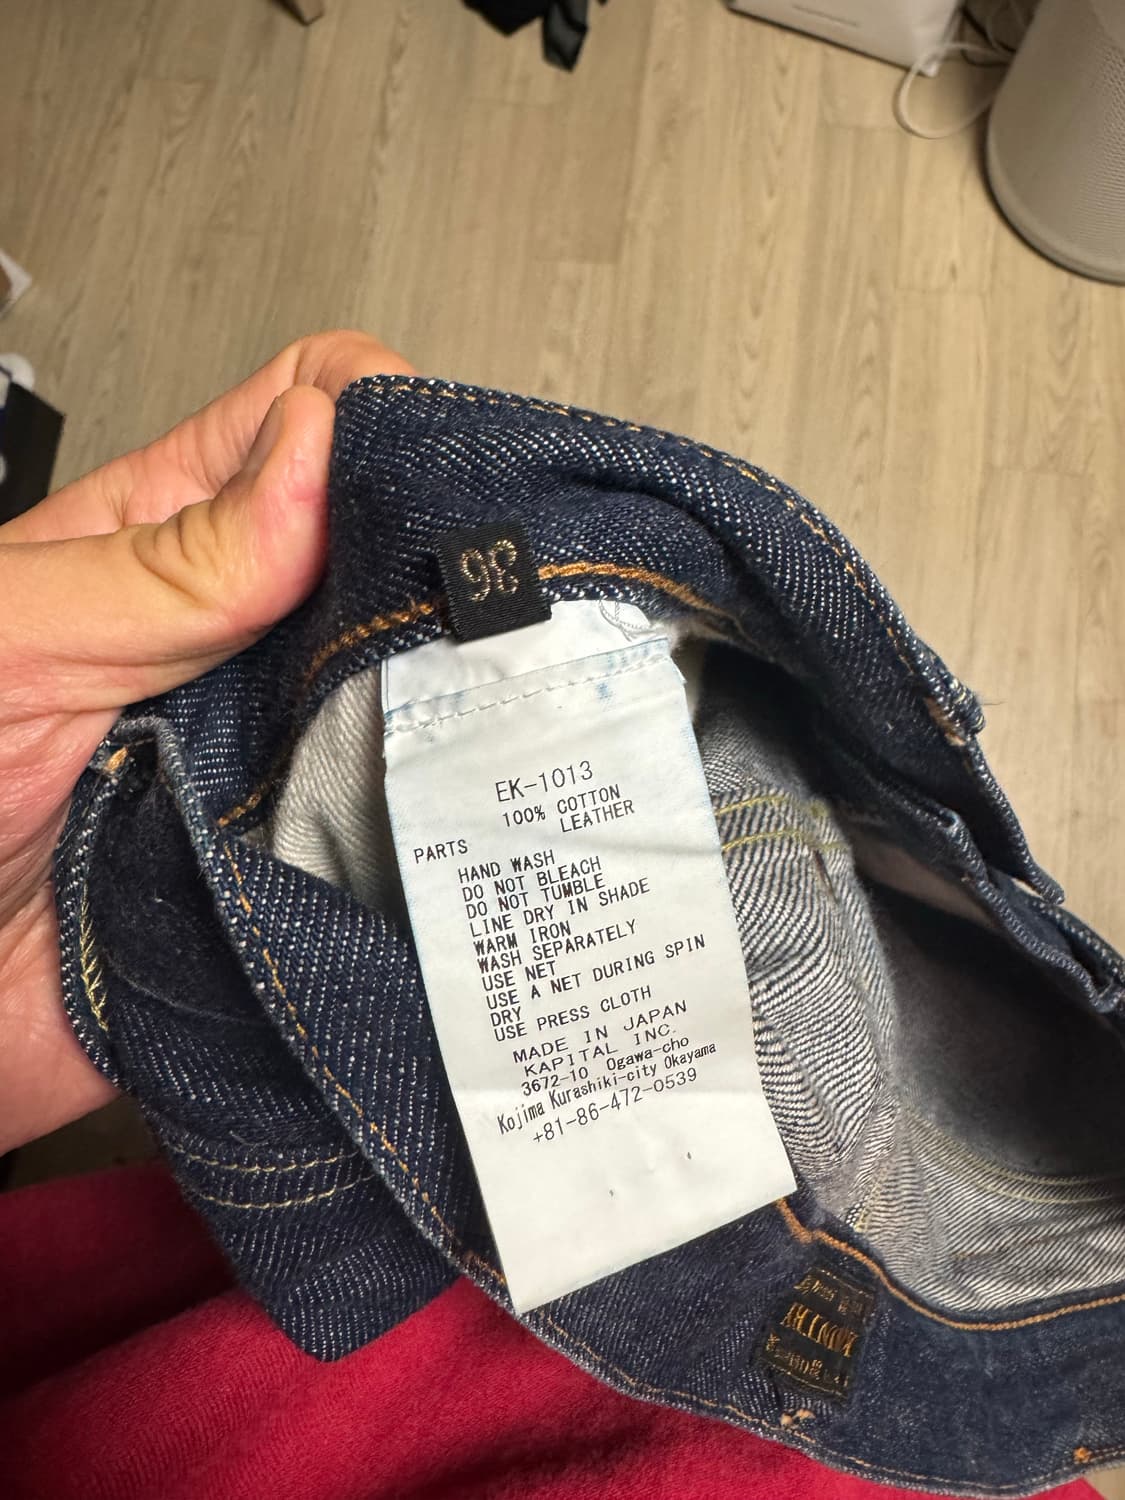 36
EK-1013
100% COTTON
LEATHER
PARTS
HAND WASH
DO NOT BLEACH
DO NOT TUMBLE
LINE DRY IN SHADE
WARM IRON
WASH SEPARATELY
USE NET
USE A NET DURING SPIN
DRY
USE PRESS CLOTH
MADE IN JAPAN
KAPITAL INC.
3672-10 Ogawa-cho
Kojima Kurashiki-city Okayama
+81-86-472-0539